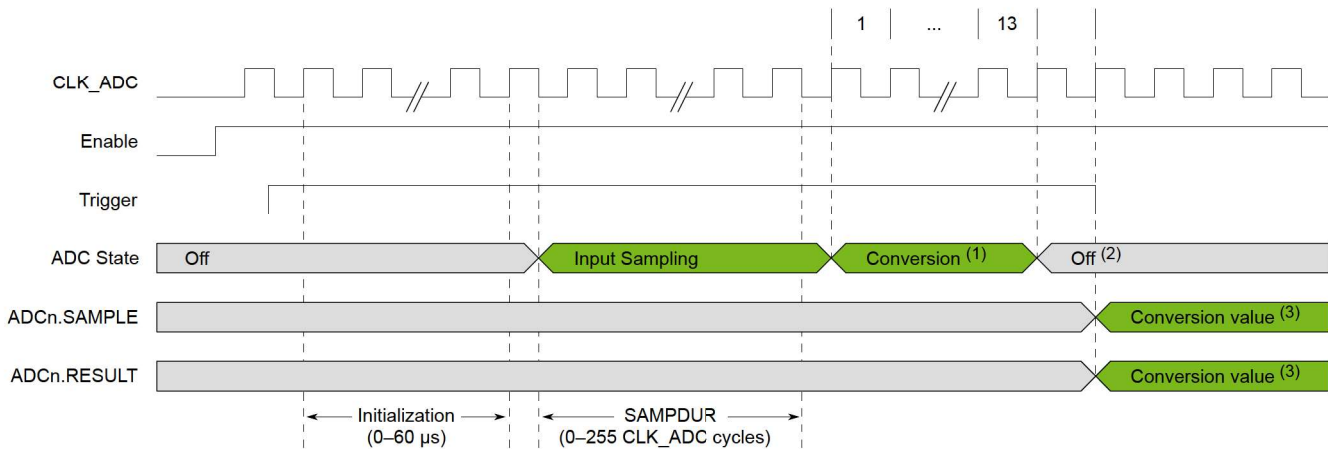 1 ... 13
CLK_ADC
Enable
Trigger
ADC State Off Input Sampling Conversion (1) Off (2)
ADCn.SAMPLE Conversion value (3)
ADCn.RESULT Conversion value (3)
Initialization SAMPDUR
(0–60 µs) (0–255 CLK_ADC cycles)